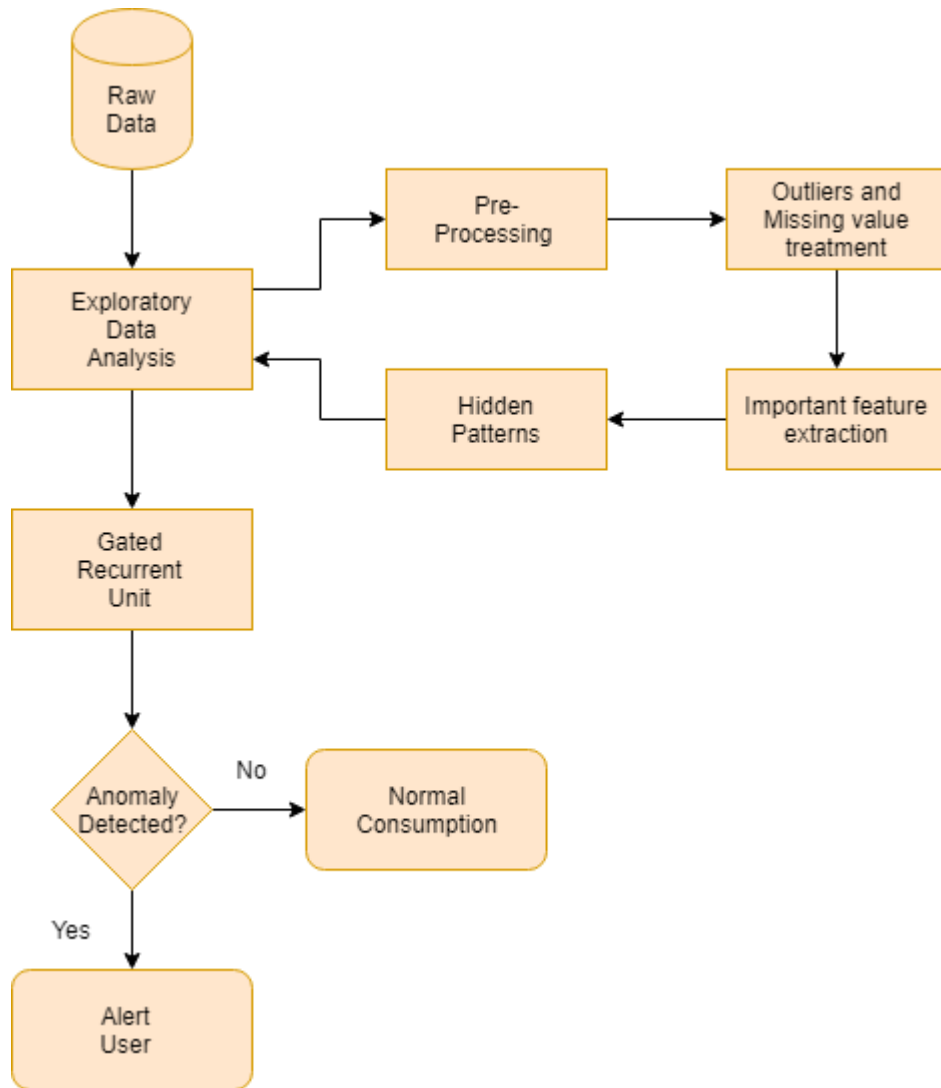 Raw
Data
Pre-
Processing
Outliers and
Missing value
treatment
Exploratory
Data
Analysis
Hidden
Patterns
Important feature
extraction
Gated
Recurrent
Unit
Anomaly
Detected?
No
Normal
Consumption
Yes
Alert
User